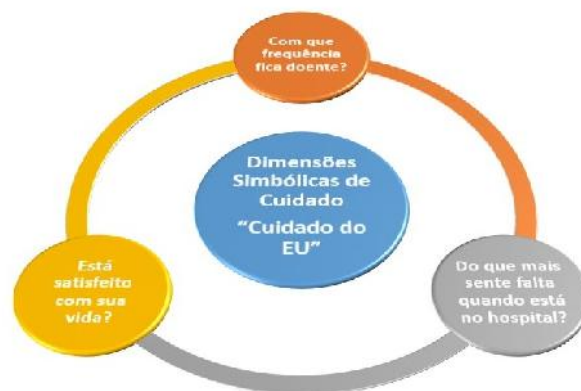 Com que
frequência
fica doente?
Dimensões
Simbólicas de
Cuidado
“Cuidado do
EU”
Está
satisfeito
com sua
vida?
Do que mais
sente falta
quando está
no hospital?